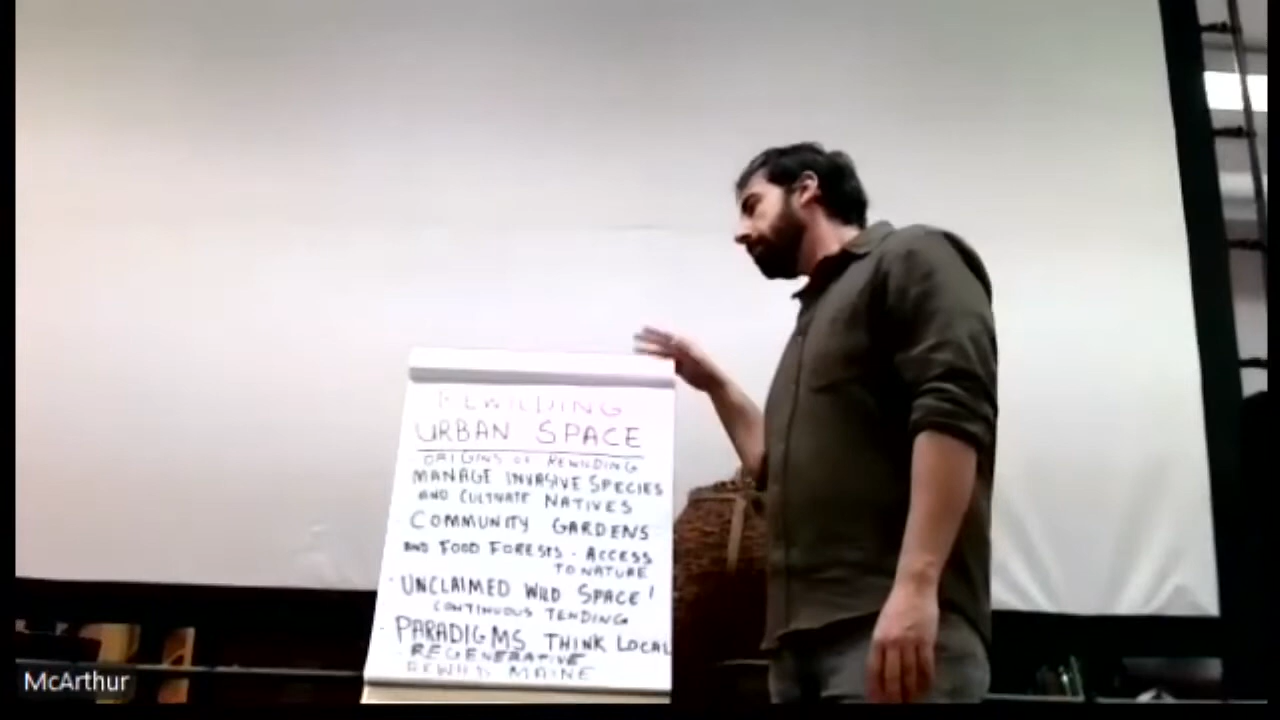 REWILDING
URBAN SPACE
ORIGINS OF REWILDING
MANAGE INVASIVE SPECIES
AND CULTIVATE NATIVES
COMMUNITY GARDENS
AND FOOD FORESTS - ACCESS
TO NATURE
- UNCLAIMED WILD SPACE!
CONTINUOUS TENDING
- PARADIGMS THINK LOCAL
- REGENERATIVE
REWILD MAINE
McArthur